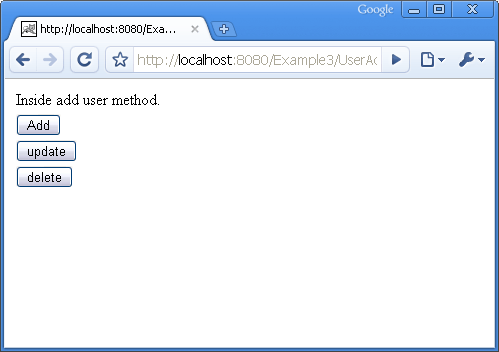 Google
http://localhost:8080/Exa...
http://localhost:8080/Example3/UserAc
Inside add user method.
Add
update
delete